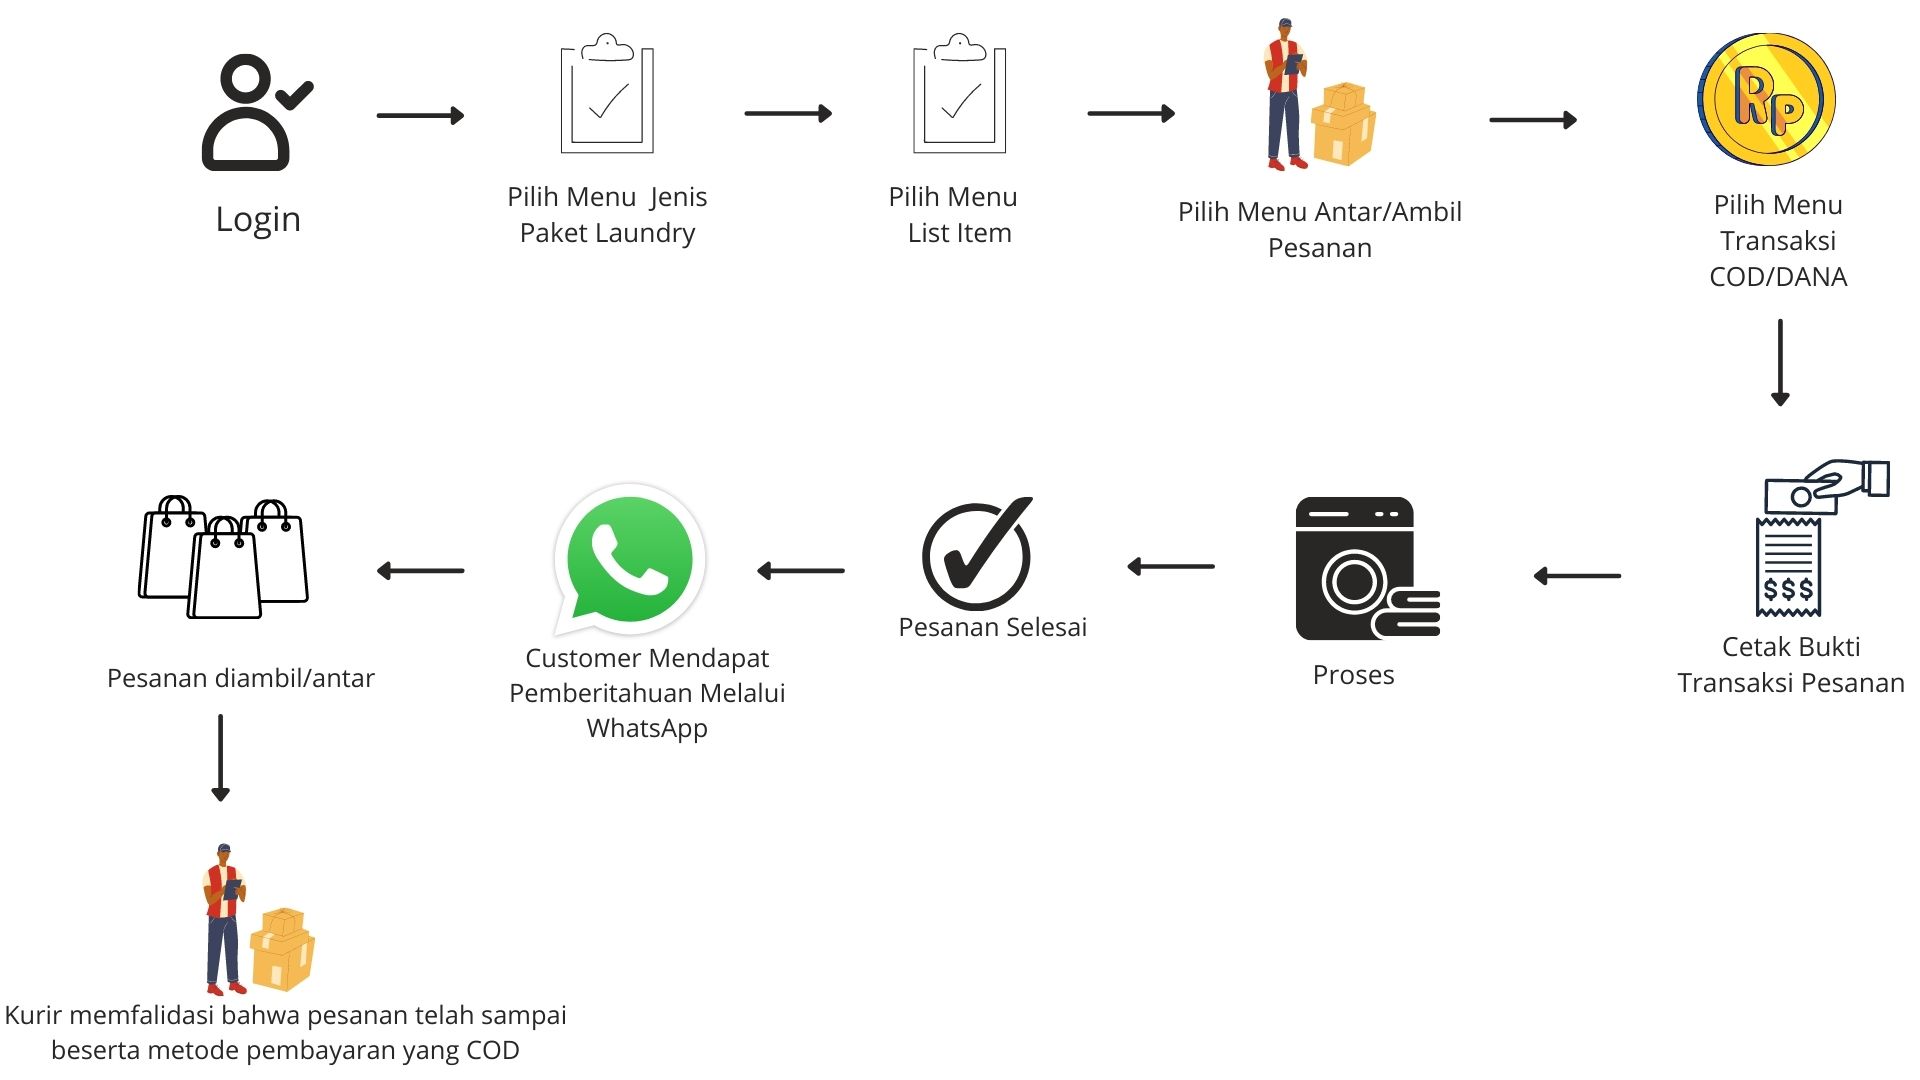 Login
Pilih Menu  Jenis
Paket Laundry
Pilih Menu
List Item
Pilih Menu Antar/Ambil
Pesanan
Rp
Pilih Menu
Transaksi
COD/DANA
$$$
Cetak Bukti
Transaksi Pesanan
Proses
Pesanan Selesai
Customer Mendapat
Pemberitahuan Melalui
WhatsApp
Pesanan diambil/antar
Kurir memfalidasi bahwa pesanan telah sampai
beserta metode pembayaran yang COD